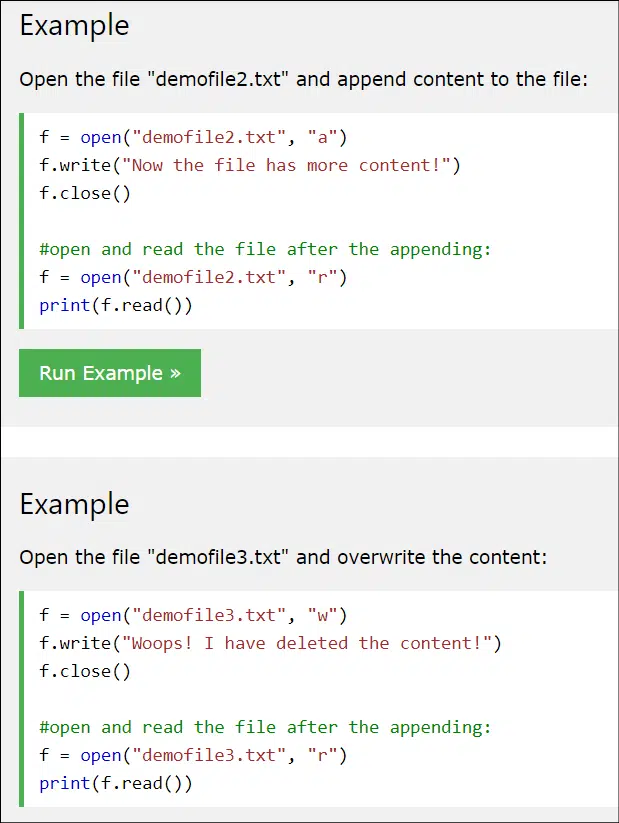 Example
Open the file "demofile2.txt" and append content to the file:
f = open("demofile2.txt", "a")
f.write("Now the file has more content!")
f.close()
#open and read the file after the appending:
f = open("demofile2.txt", "r")
print(f.read())
Run Example »
Example
Open the file "demofile3.txt" and overwrite the content:
f = open("demofile3.txt", "w")
f.write("Woops! I have deleted the content!")
f.close()
#open and read the file after the appending:
f = open("demofile3.txt", "r")
print(f.read())